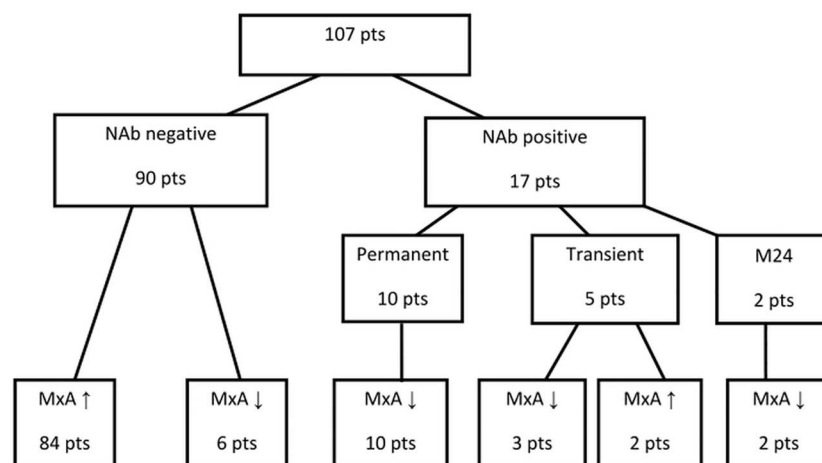 107 pts
NAb negative
90 pts
NAb positive
17 pts
Permanent
10 pts
Transient
5 pts
M24
2 pts
MxA ↑
84 pts
MxA ↓
6 pts
MxA ↓
10 pts
MxA ↓
3 pts
MxA ↑
2 pts
MxA ↓
2 pts